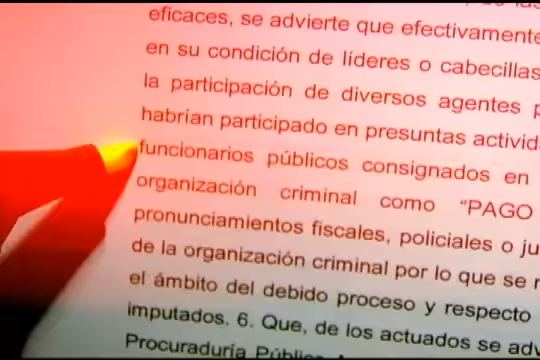 eficaces, se advierte que efectivamente
en su condición de líderes o cabecillas
la participación de diversos agentes p
habrían participado en presuntas activid
funcionarios públicos consignados en
organización criminal como "PAGO
pronunciamientos fiscales, policiales o ju
de la organización criminal por lo que se
el ámbito del debido proceso y respecto
imputados. 6. Que, de los actuados se adv
Procuraduría Pública